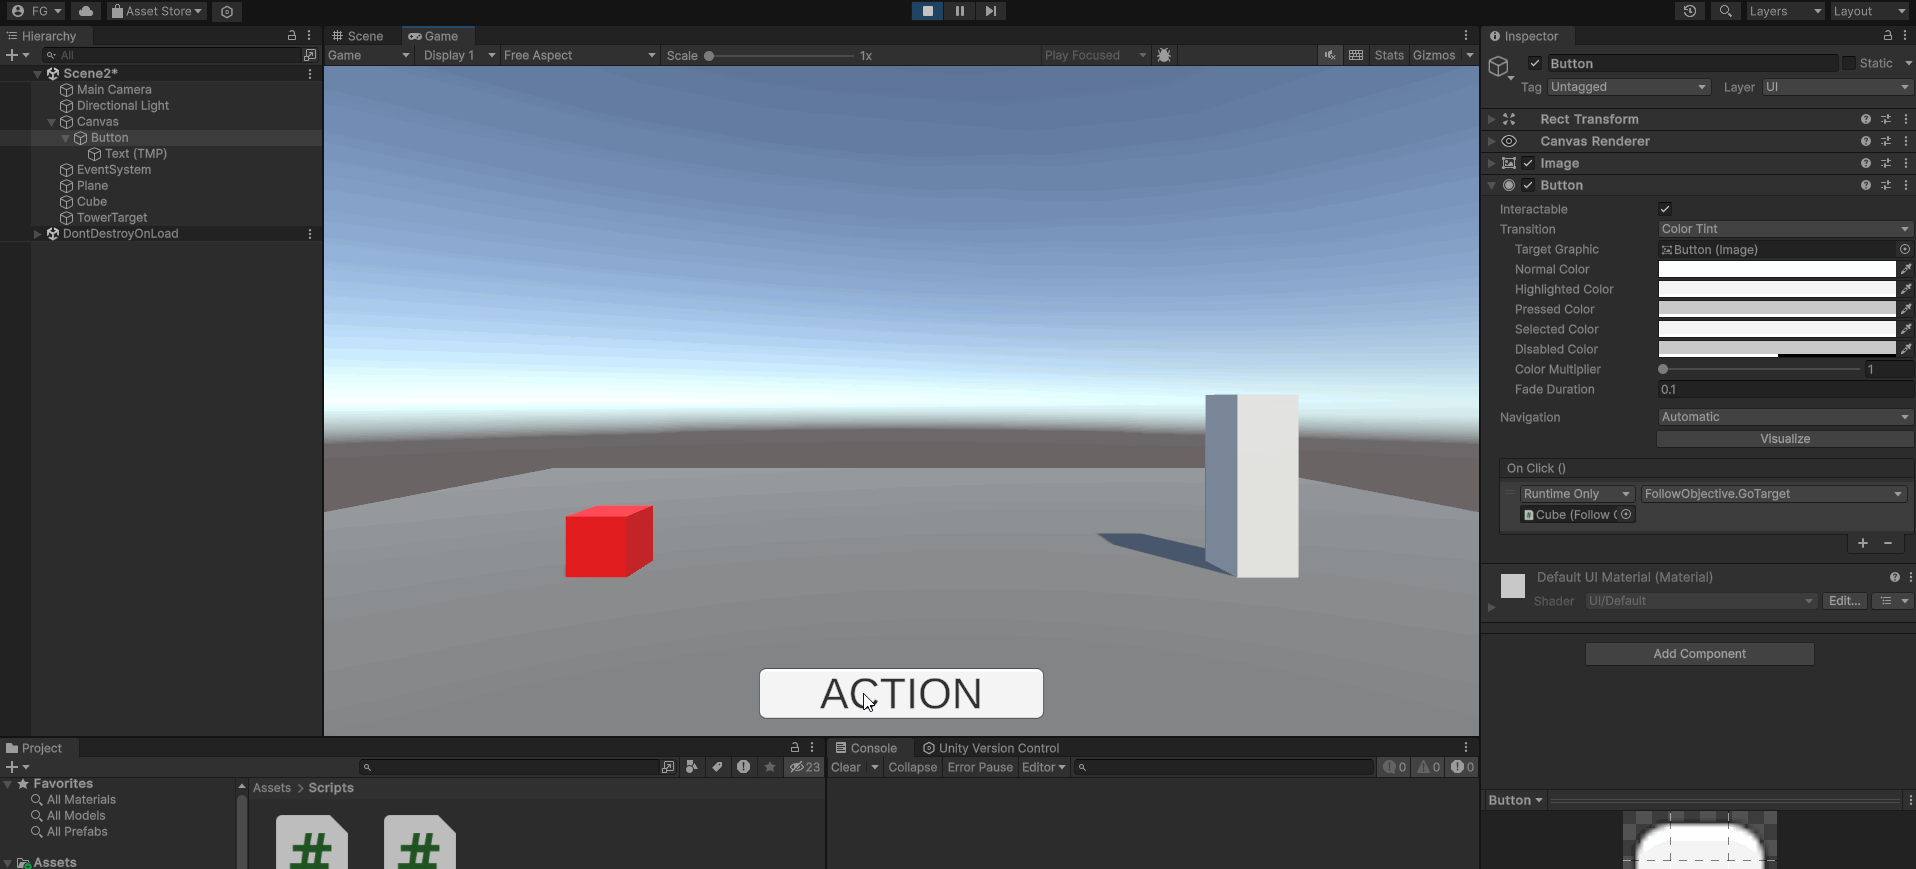 FG
Asset Store
Layers
Layout
Hierarchy
All
Scene2*
Main Camera
Directional Light
Canvas
Button
Text (TMP)
EventSystem
Plane
Cube
TowerTarget
DontDestroyOnLoad
Scene
Game
Game
Display 1
Free Aspect
Scale
1x
Play Focused
Stats
Gizmos
ACTION
Inspector
Button
Static
Tag
Untagged
Layer
UI
Rect Transform
Canvas Renderer
Image
Button
Interactable
Transition
Color Tint
Target Graphic
Button (Image)
Normal Color
Highlighted Color
Pressed Color
Selected Color
Disabled Color
Color Multiplier
1
Fade Duration
0.1
Navigation
Automatic
Visualize
On Click ()
Runtime Only
FollowObjective.GoTarget
Cube (Follow
Default UI Material (Material)
Shader
UI/Default
Edit...
Add Component
Button
Project
23
Favorites
All Materials
All Models
All Prefabs
Assets
Assets > Scripts
# #
Console
Unity Version Control
Clear
Collapse
Error Pause
Editor
0
0
0